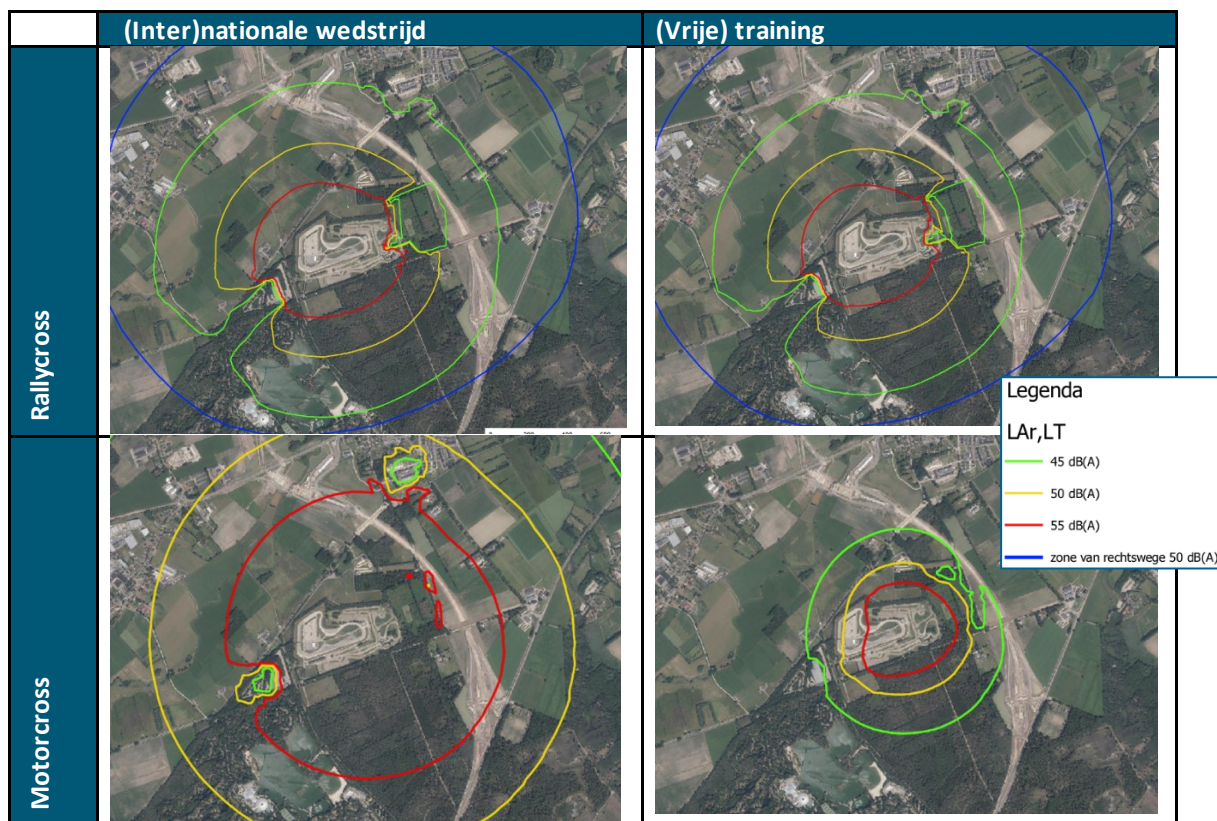 (Inter)nationale wedstrijd
(Vrije) training
Rallycross
Legenda
LAr,LT
45 dB(A)
50 dB(A)
55 dB(A)
zone van rechtswege 50 dB(A)
Motorcross